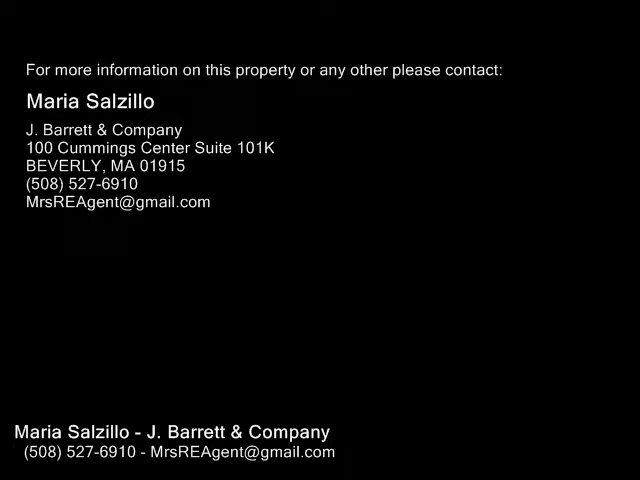 For more information on this property or any other please contact:
Maria Salzillo
J. Barrett & Company
100 Cummings Center Suite 101K
BEVERLY, MA 01915
(508) 527-6910
MrsREAgent@gmail.com
Maria Salzillo - J. Barrett & Company
(508) 527-6910 - MrsREAgent@gmail.com